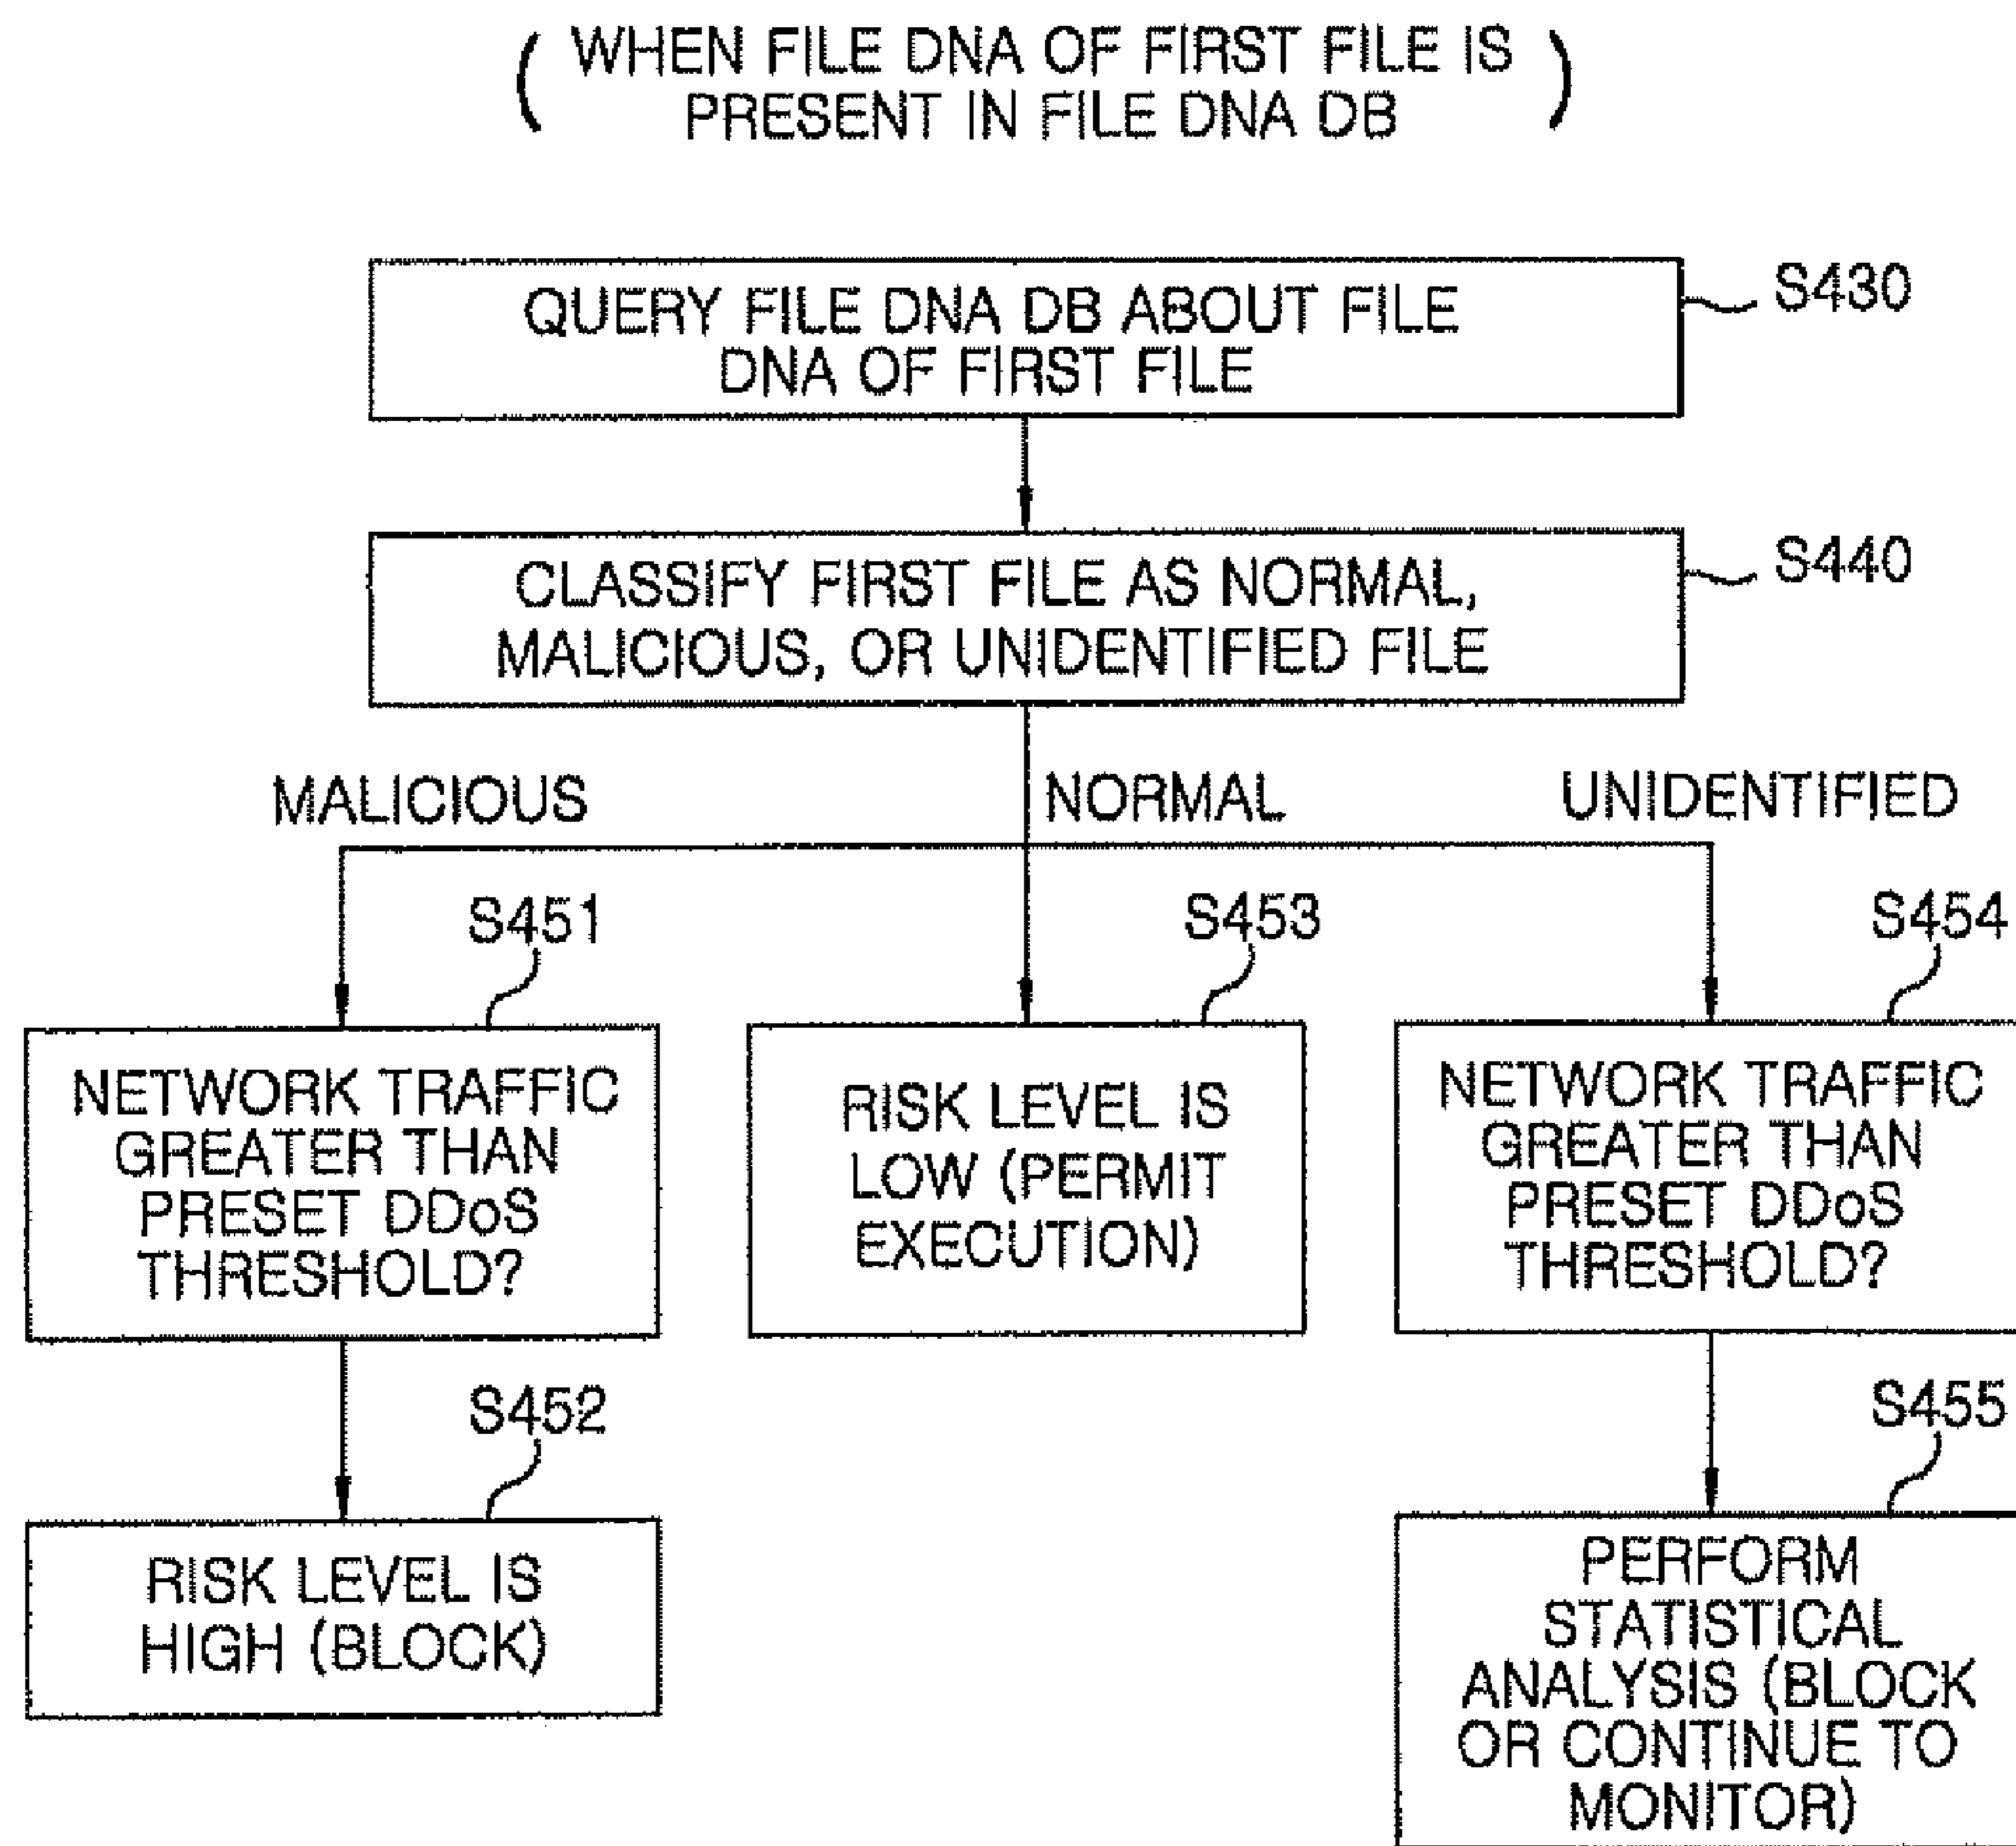 ( WHEN FILE DNA OF FIRST FILE IS
PRESENT IN FILE DNA DB )
QUERY FILE DNA DB ABOUT FILE
DNA OF FIRST FILE
S430
CLASSIFY FIRST FILE AS NORMAL,
MALICIOUS, OR UNIDENTIFIED FILE
S440
MALICIOUS
NORMAL
UNIDENTIFIED
S451
NETWORK TRAFFIC
GREATER THAN
PRESET DDoS
THRESHOLD?
S453
RISK LEVEL IS
LOW (PERMIT
EXECUTION)
S454
NETWORK TRAFFIC
GREATER THAN
PRESET DDoS
THRESHOLD?
S452
RISK LEVEL IS
HIGH (BLOCK)
S455
PERFORM
STATISTICAL
ANALYSIS (BLOCK
OR CONTINUE TO
MONITOR)